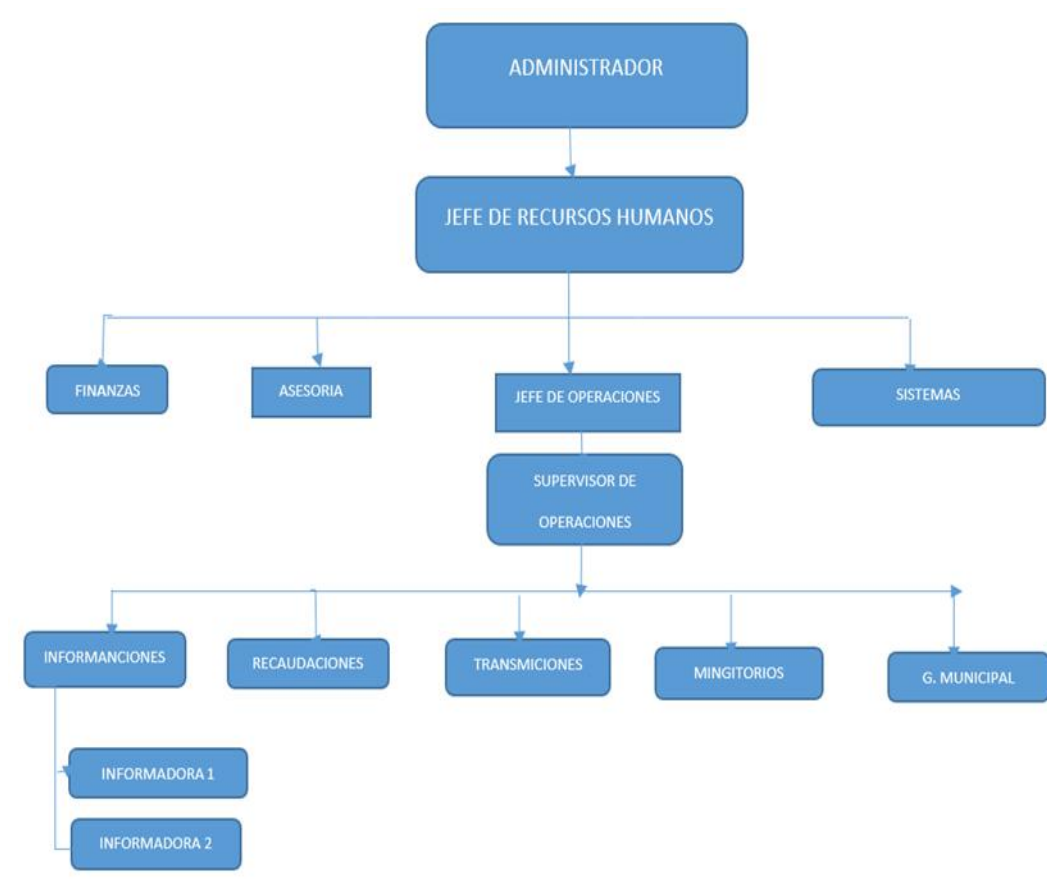 ADMINISTRADOR
JEFE DE RECURSOS HUMANOS
FINANZAS
ASESORIA
JEFE DE OPERACIONES
SISTEMAS
SUPERVISOR DE
OPERACIONES
INFORMANCIONES
RECAUDACIONES
TRANSMICIONES
MINGITORIOS
G. MUNICIPAL
INFORMADORA 1
INFORMADORA 2